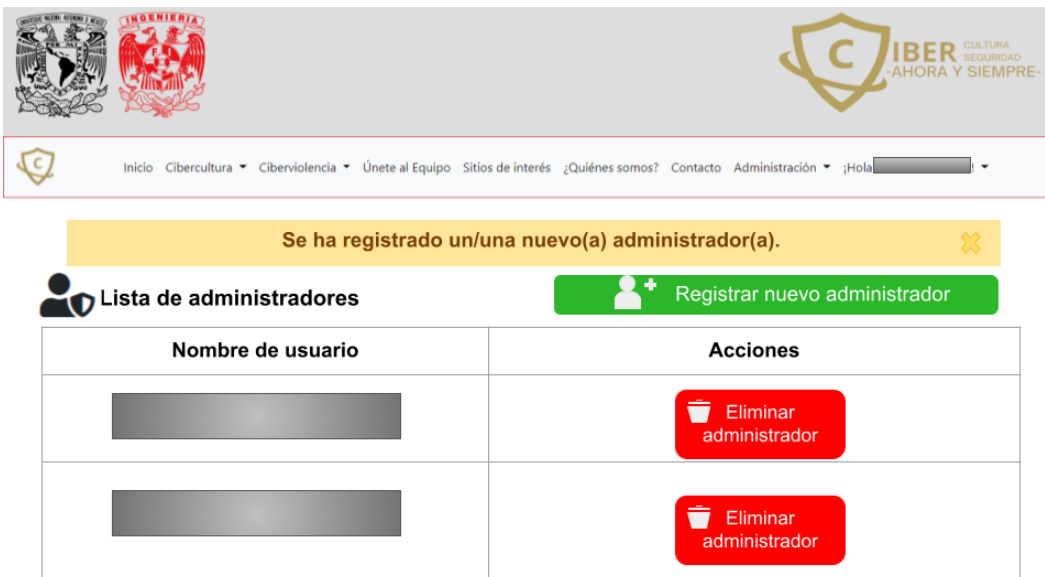 INGENIERIA
CIBER CULTURA
SEGURIDAD
-AHORA Y SIEMPRE-
C
Inicio Cibercultura Ciberviolencia Únete al Equipo Sitios de interés ¿Quiénes somos? Contacto Administración ¡Hola !
Se ha registrado un/una nuevo(a) administrador(a).
Lista de administradores
Registrar nuevo administrador
Nombre de usuario
Acciones
Eliminar
administrador
Eliminar
administrador